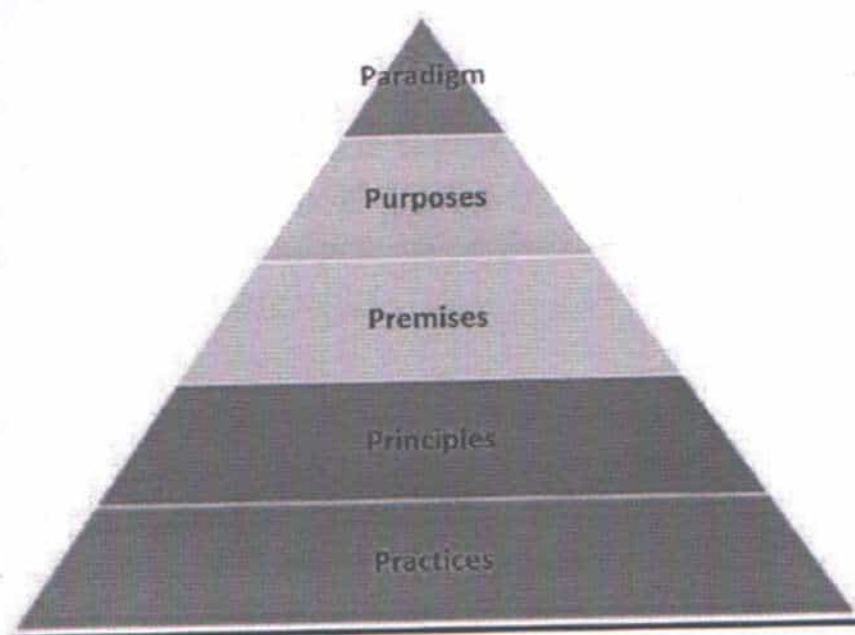 Paradigm
Purposes
Premises
Principles
Practices